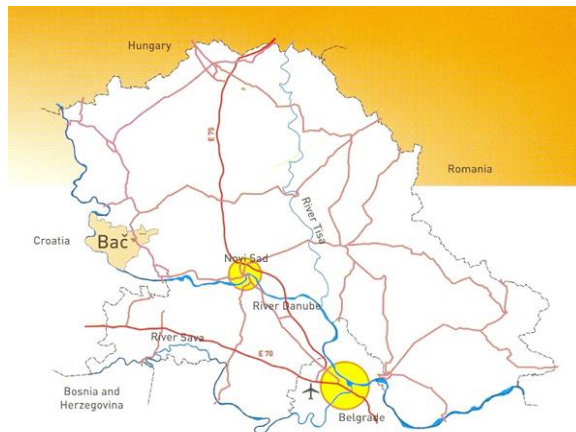 Hungary
E 75
Romania
River Tisa
Croatia
Bač
Novi Sad
River Danube
River Sava
E 70
Bosnia and
Herzegovina
Belgrade